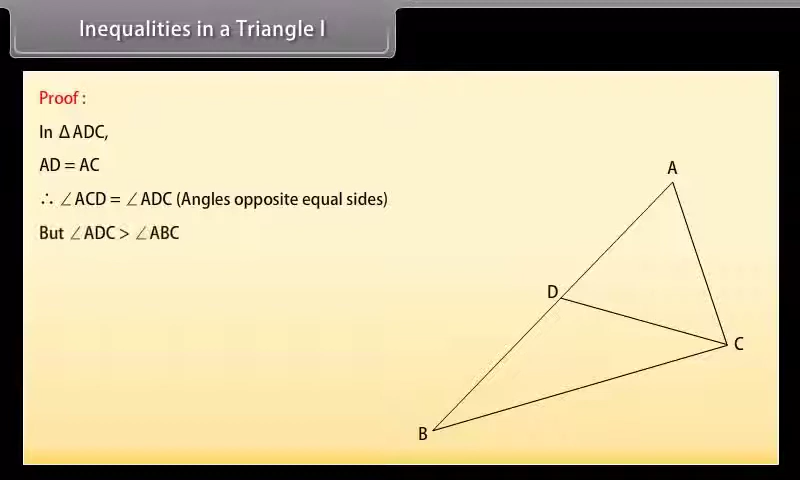 Inequalities in a Triangle I
Proof :
In ΔADC,
AD = AC
∴ ∠ACD = ∠ADC (Angles opposite equal sides)
But ∠ADC > ∠ABC
A
D
C
B